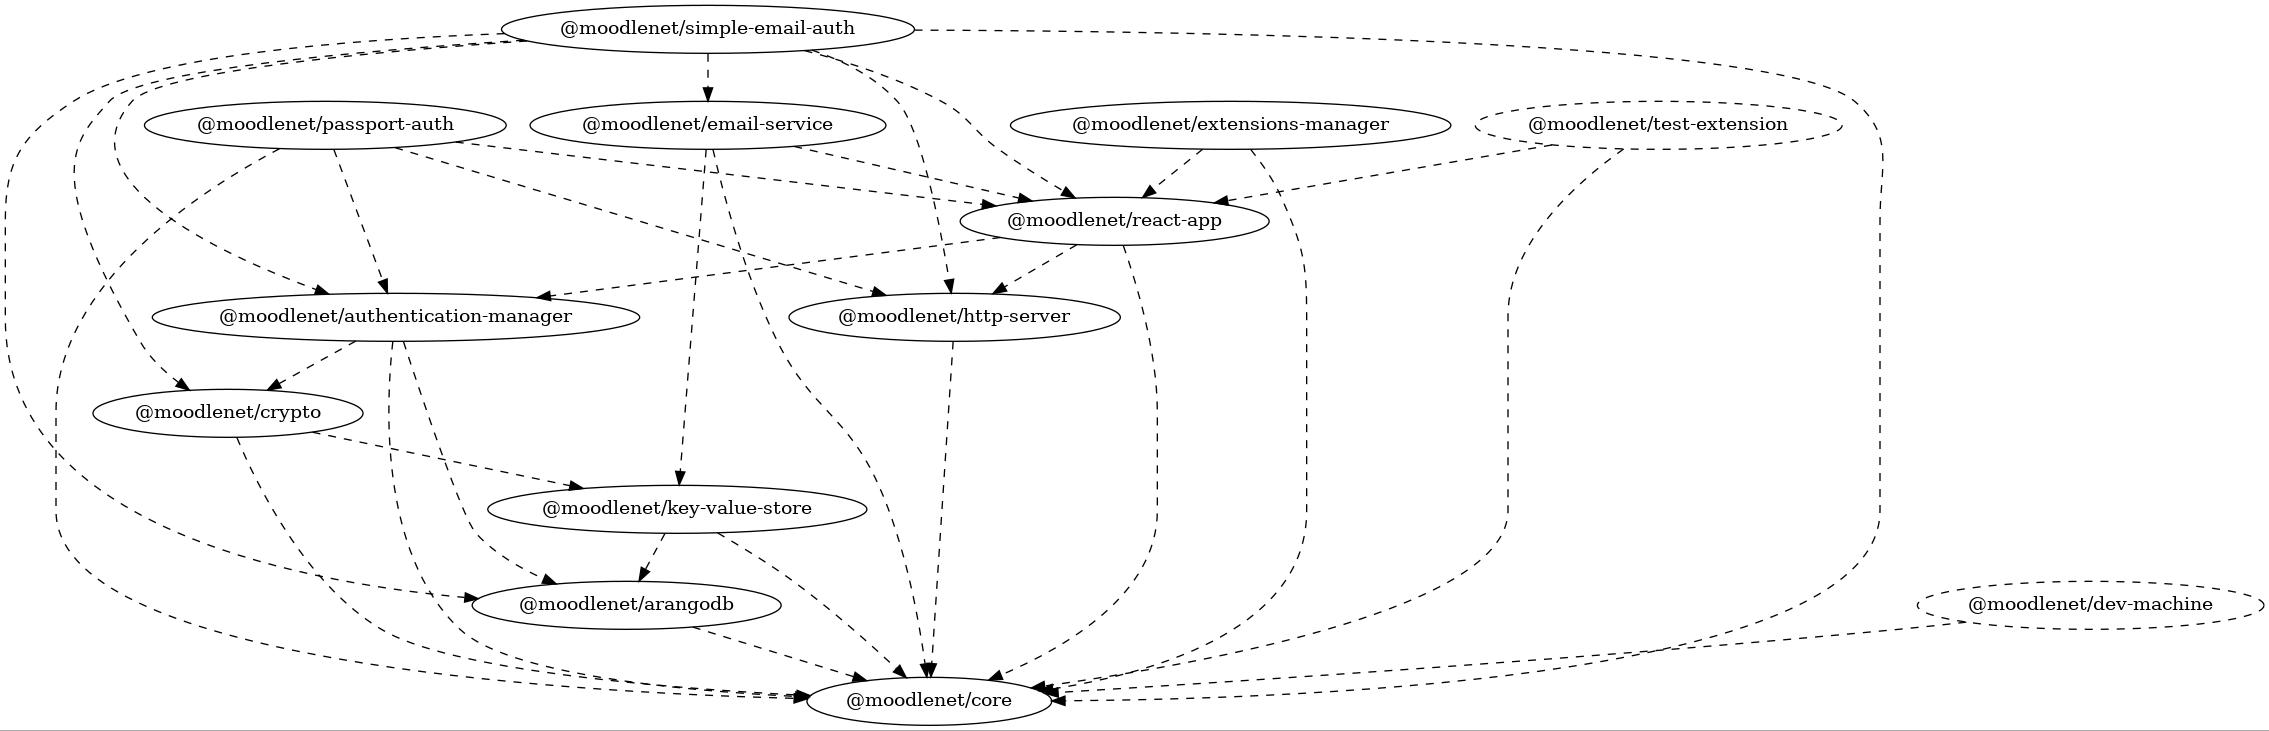 @moodlenet/simple-email-auth
@moodlenet/passport-auth
@moodlenet/email-service
@moodlenet/extensions-manager
@moodlenet/test-extension
@moodlenet/react-app
@moodlenet/authentication-manager
@moodlenet/http-server
@moodlenet/crypto
@moodlenet/key-value-store
@moodlenet/arangodb
@moodlenet/dev-machine
@moodlenet/core